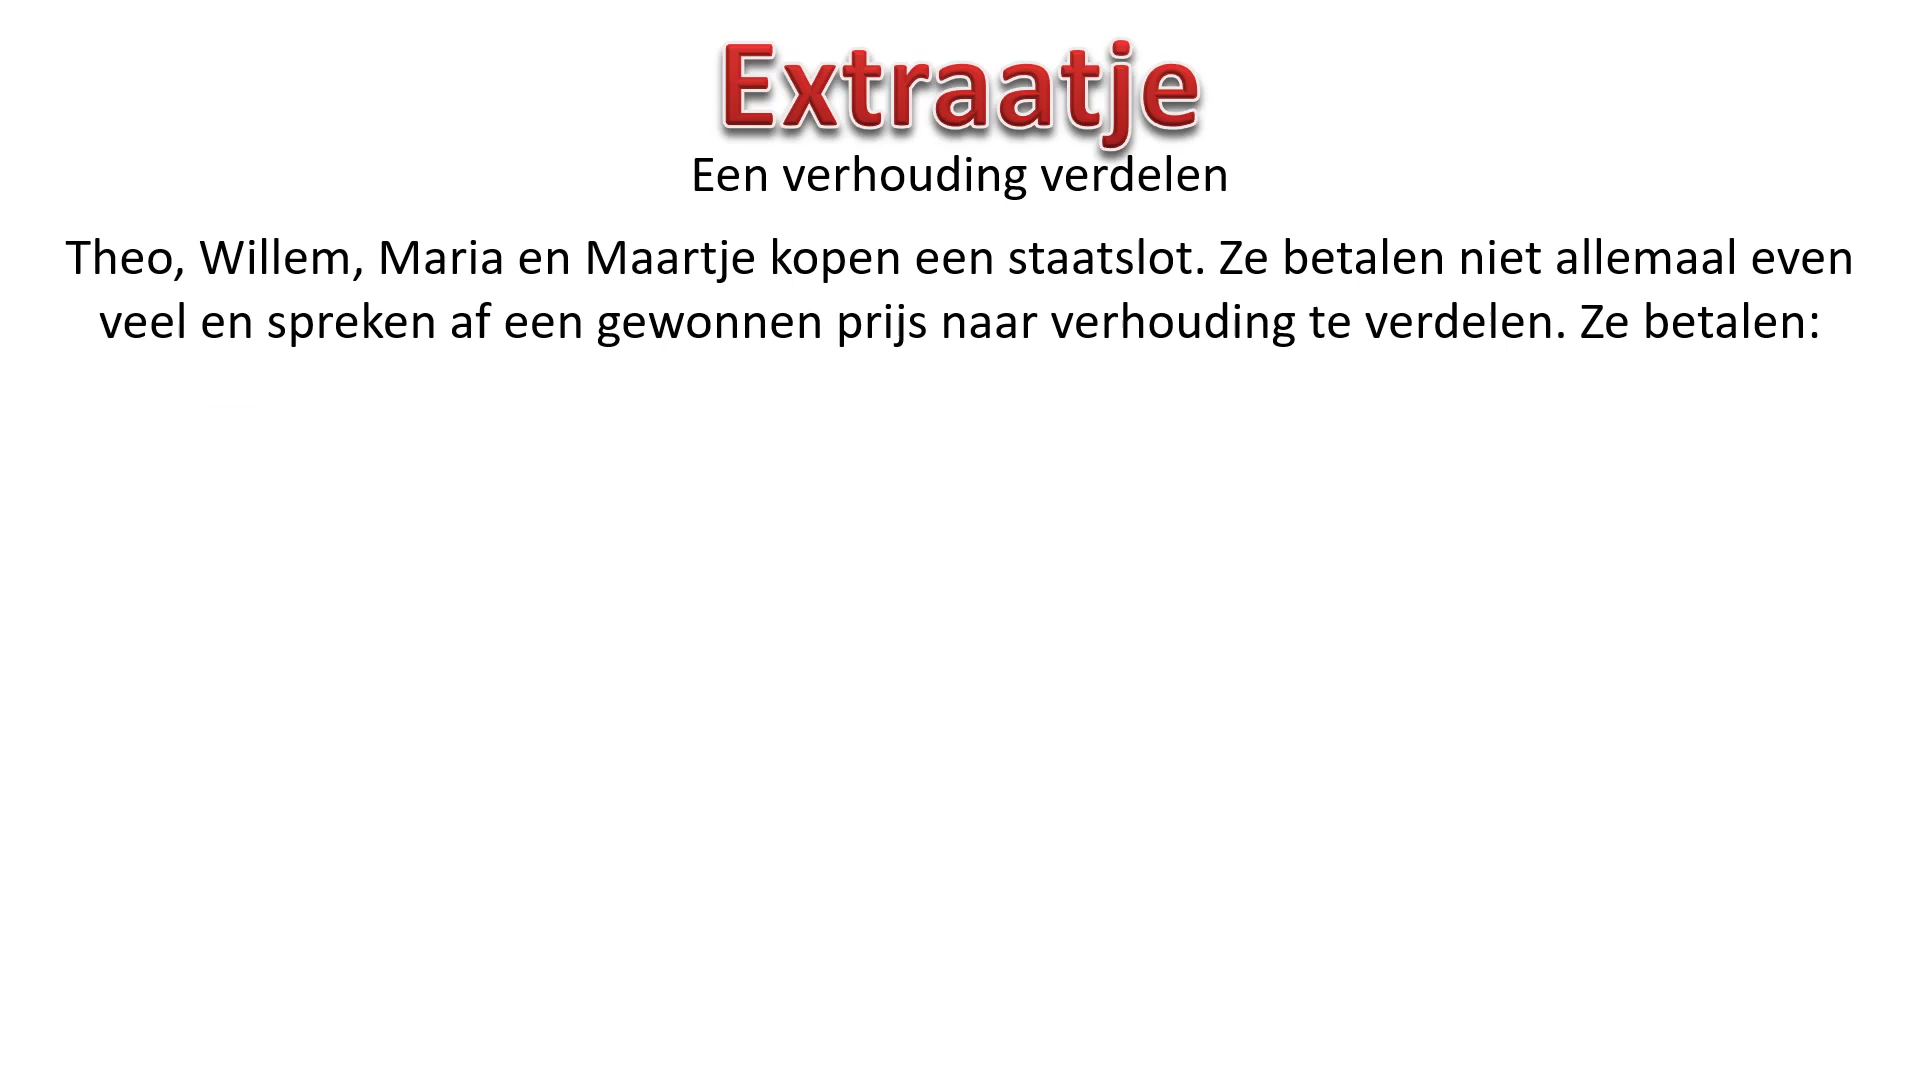 Extraatje
Een verhouding verdelen
Theo, Willem, Maria en Maartje kopen een staatslot. Ze betalen niet allemaal even
veel en spreken af een gewonnen prijs naar verhouding te verdelen. Ze betalen: